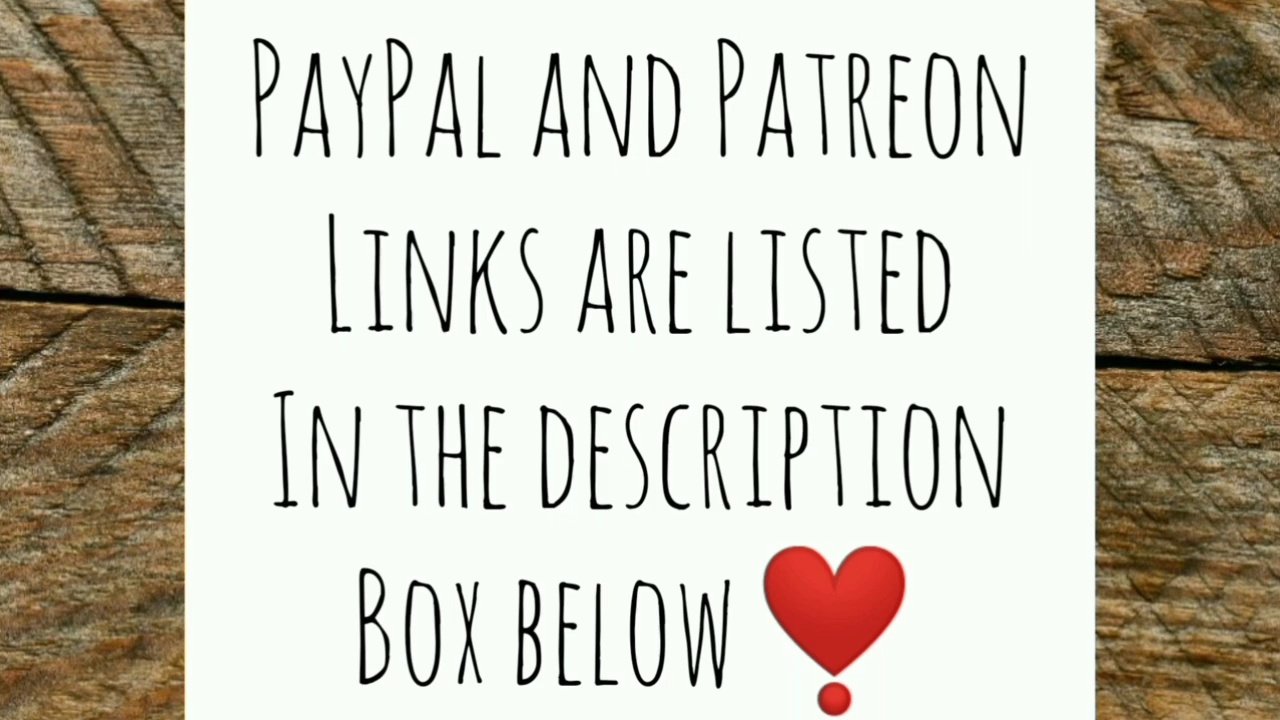 PayPal and Patreon
Links are listed
In the description
Box below ❣